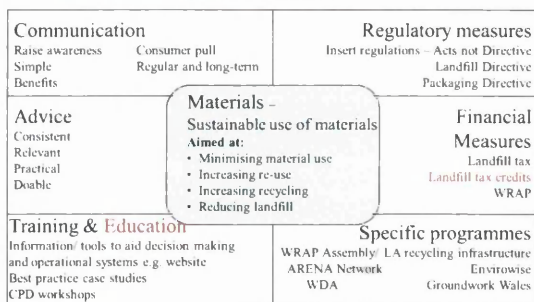 Communication
Raise awareness Consumer pull
Simple Regular and long-term
Benefits
Regulatory measures
Insert regulations – Acts not Directive
Landfill Directive
Packaging Directive
Advice
Consistent
Relevant
Practical
Doable
Materials –
Sustainable use of materials
Aimed at:
• Minimising material use
• Increasing re-use
• Increasing recycling
• Reducing landfill
Financial
Measures
Landfill tax
Landfill tax credits
WRAP
Training & Education
Information/ tools to aid decision making
and operational systems e.g. website
Best practice case studies
CPD workshops
Specific programmes
WRAP Assembly/ LA recycling infrastructure
ARENA Network Envirowise
WDA Groundwork Wales